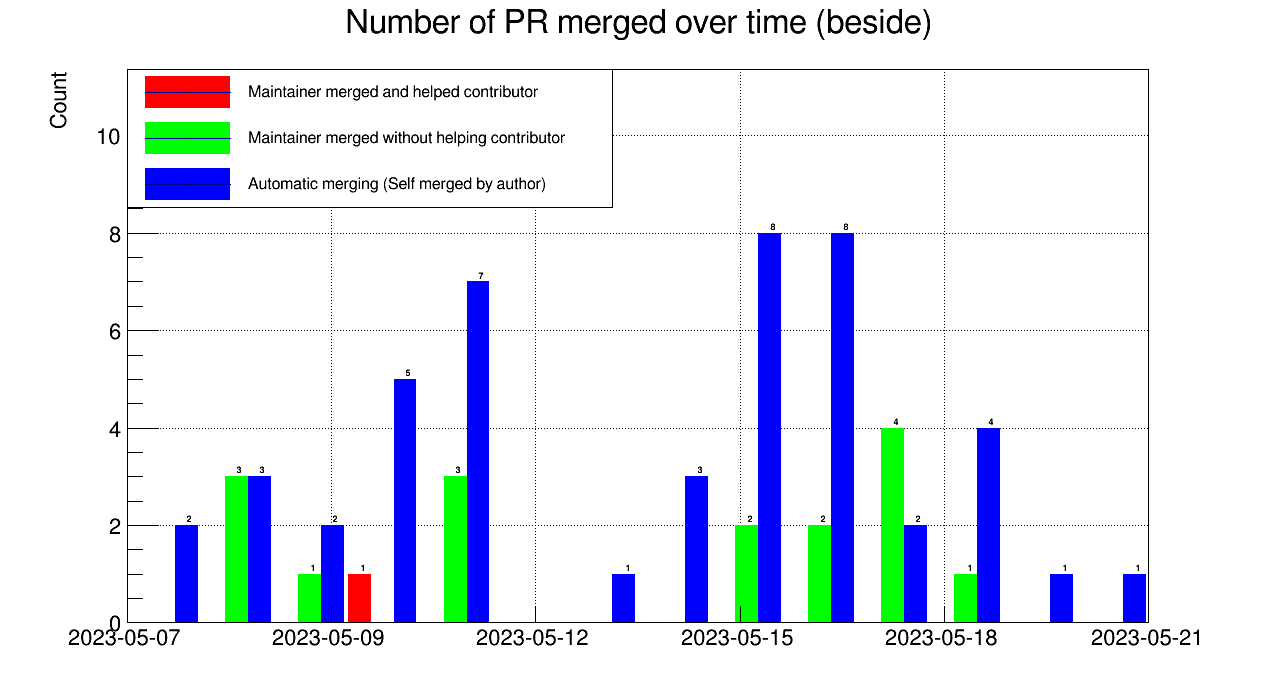 Number of PR merged over time (beside)
Count
Maintainer merged and helped contributor
Maintainer merged without helping contributor
Automatic merging (Self merged by author)
10
8
6
4
2
0
2 3 3 1 2 1 5 3 7 1 3 2 8 2 8 4 2 1 4 1 1
2023-05-07 2023-05-09 2023-05-12 2023-05-15 2023-05-18 2023-05-21